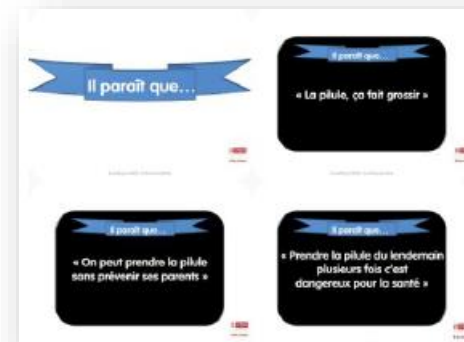 Il paraît que...
Il paraît que...
« La pilule, ça fait grossir »
Il paraît que...
« On peut prendre la pilule
sans prévenir ses parents »
Il paraît que...
« Prendre la pilule du lendemain
plusieurs fois c'est
dangereux pour la santé »